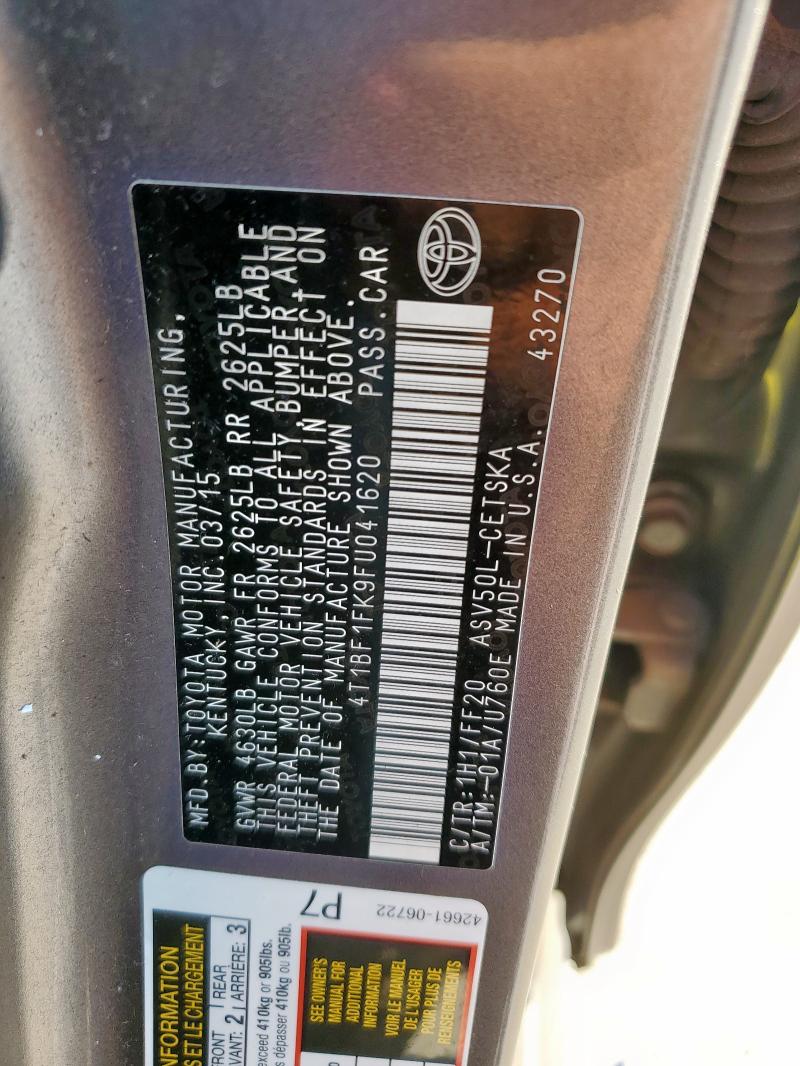 MFD. BY: TOYOTA MOTOR MANUFACTURING,
KENTUCKY, INC. 03/15
GVWR 4630LB GAWR FR 2625LB RR 2625LB
THIS VEHICLE CONFORMS TO ALL APPLICABLE
FEDERAL MOTOR VEHICLE SAFETY, BUMPER, AND
THEFT PREVENTION STANDARDS IN EFFECT ON
THE DATE OF MANUFACTURE SHOWN ABOVE.
4T1BF1FK9FU041620 PASS. CAR
C/TR: 1H1/FF20 ASV50L-CETSKA
A/TM: -01A/U760E MADE IN U.S.A. 43270
P7
42661-06722
NFORMATION
S ET LE CHARGEMENT
FRONT 2 REAR 3
AVANT: ARRIÈRE:
exceed 410kg or 905lbs.
s dépasser 410kg ou 905lb.
SEE OWNER'S
MANUAL FOR
ADDITIONAL
INFORMATION
VOIR LE MANUEL
DE L'USAGER
POUR PLUS DE
RENSEIGNEMENTS